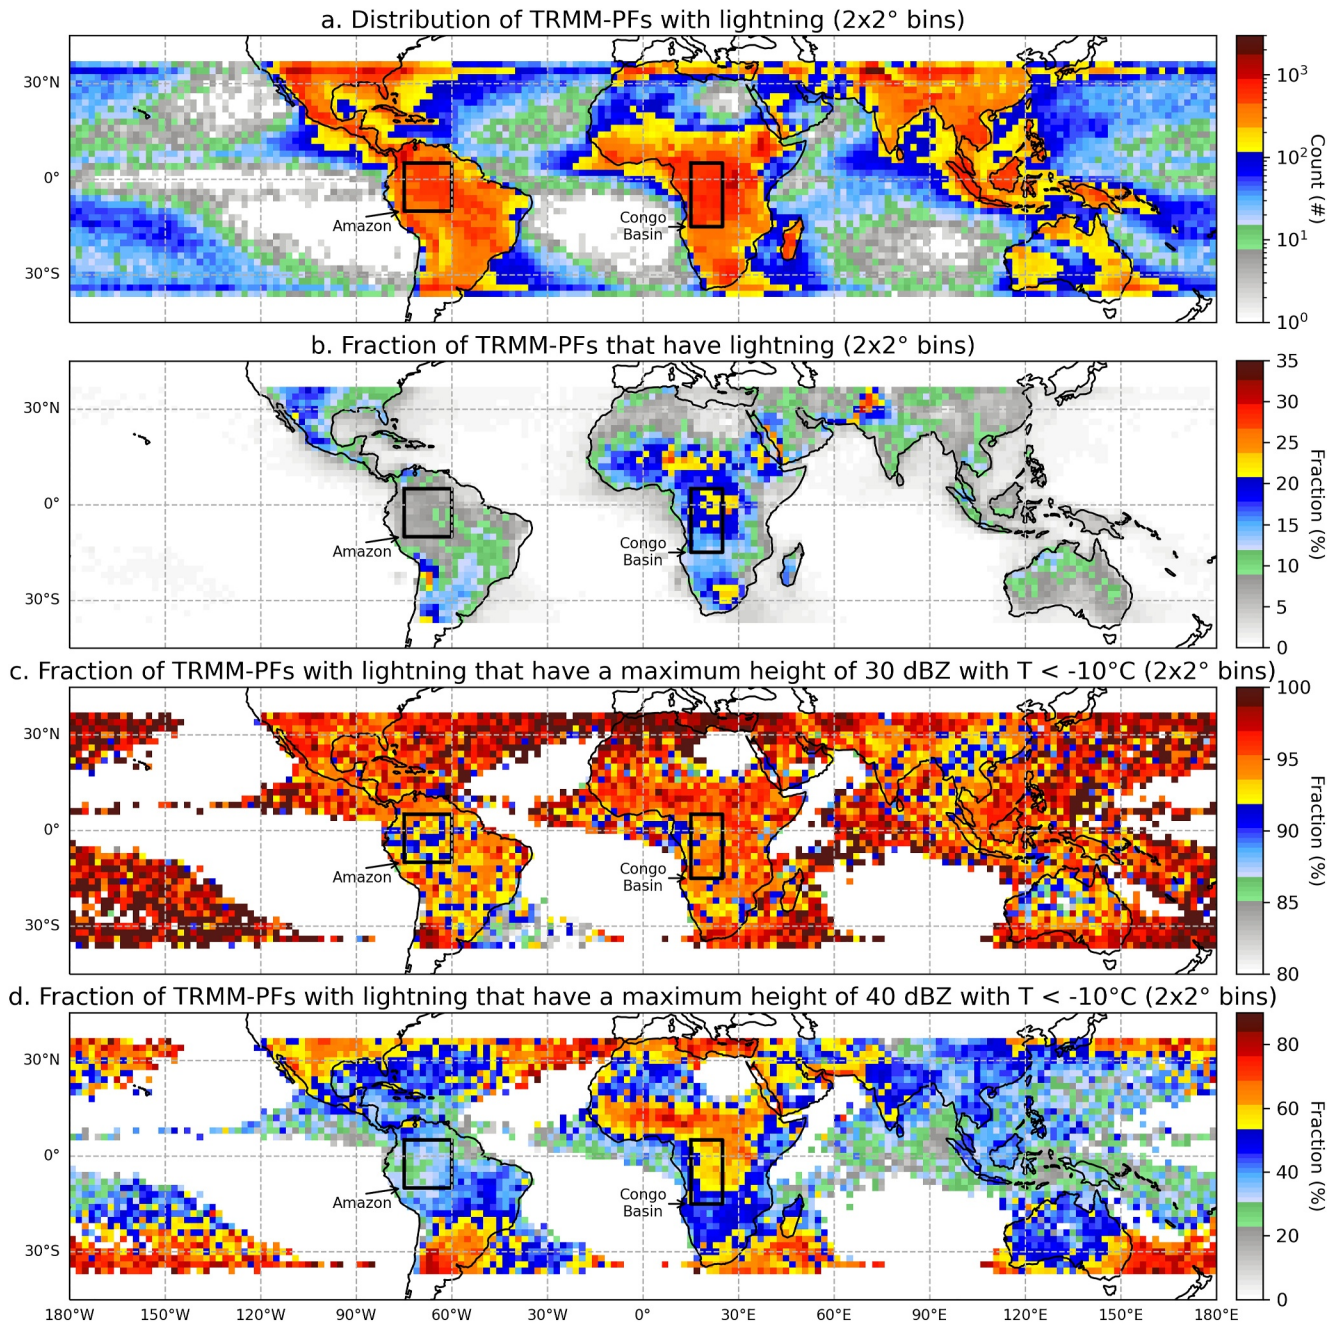 a. Distribution of TRMM-PFs with lightning (2x2° bins)
30°N
0°
30°S
Amazon
Congo
Basin
10³
10²
10¹
10⁰
Count (#)
b. Fraction of TRMM-PFs that have lightning (2x2° bins)
30°N
0°
30°S
Amazon
Congo
Basin
35
30
25
20
15
10
5
0
Fraction (%)
c. Fraction of TRMM-PFs with lightning that have a maximum height of 30 dBZ with T < -10°C (2x2° bins)
30°N
0°
30°S
Amazon
Congo
Basin
100
95
90
85
80
Fraction (%)
d. Fraction of TRMM-PFs with lightning that have a maximum height of 40 dBZ with T < -10°C (2x2° bins)
30°N
0°
30°S
Amazon
Congo
Basin
80
60
40
20
0
Fraction (%)
180°W 150°W 120°W 90°W 60°W 30°W 0° 30°E 60°E 90°E 120°E 150°E 180°E